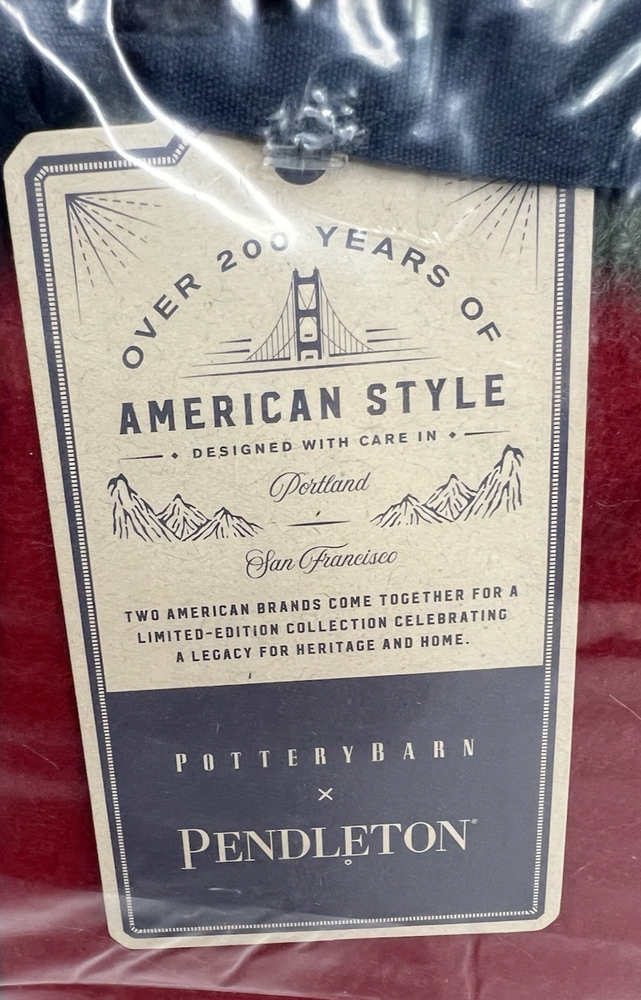 OVER 200 YEARS OF
AMERICAN STYLE
DESIGNED WITH CARE IN
Portland
San Francisco
TWO AMERICAN BRANDS COME TOGETHER FOR A
LIMITED-EDITION COLLECTION CELEBRATING
A LEGACY FOR HERITAGE AND HOME.
POTTERYBARN
×
PENDLETON®